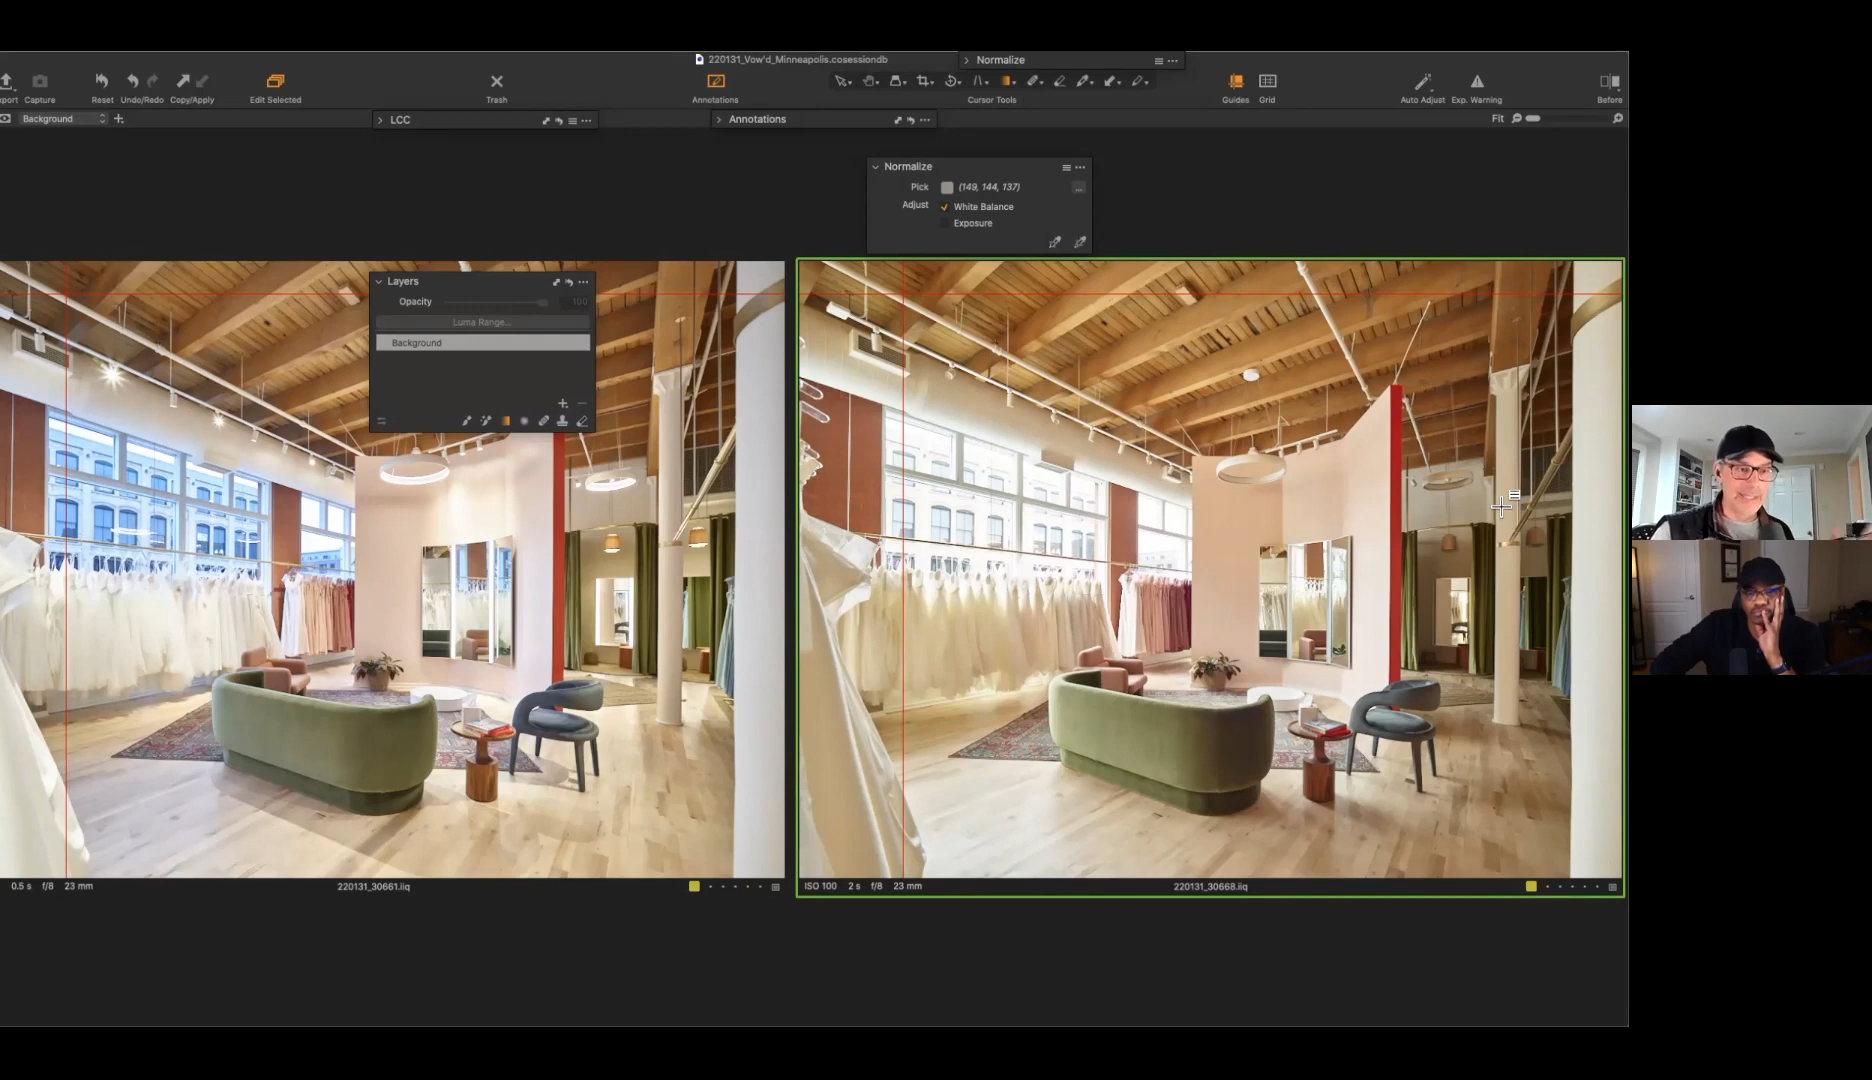 220131_Vow'd_Minneapolis.cosessiondb
Normalize
Capture
Reset
Undo/Redo
Copy/Apply
Edit Selected
Trash
Annotations
Cursor Tools
Guides
Grid
Auto Adjust
Exp. Warning
Before
Background
LCC
Annotations
Fit
Normalize
Pick (149, 144, 137)
Adjust White Balance
Exposure
Layers
Opacity 100
Luma Range...
Background
0.5 s f/8 23 mm
220131_30661.iiq
ISO 100 2 s f/8 23 mm
220131_30668.iiq